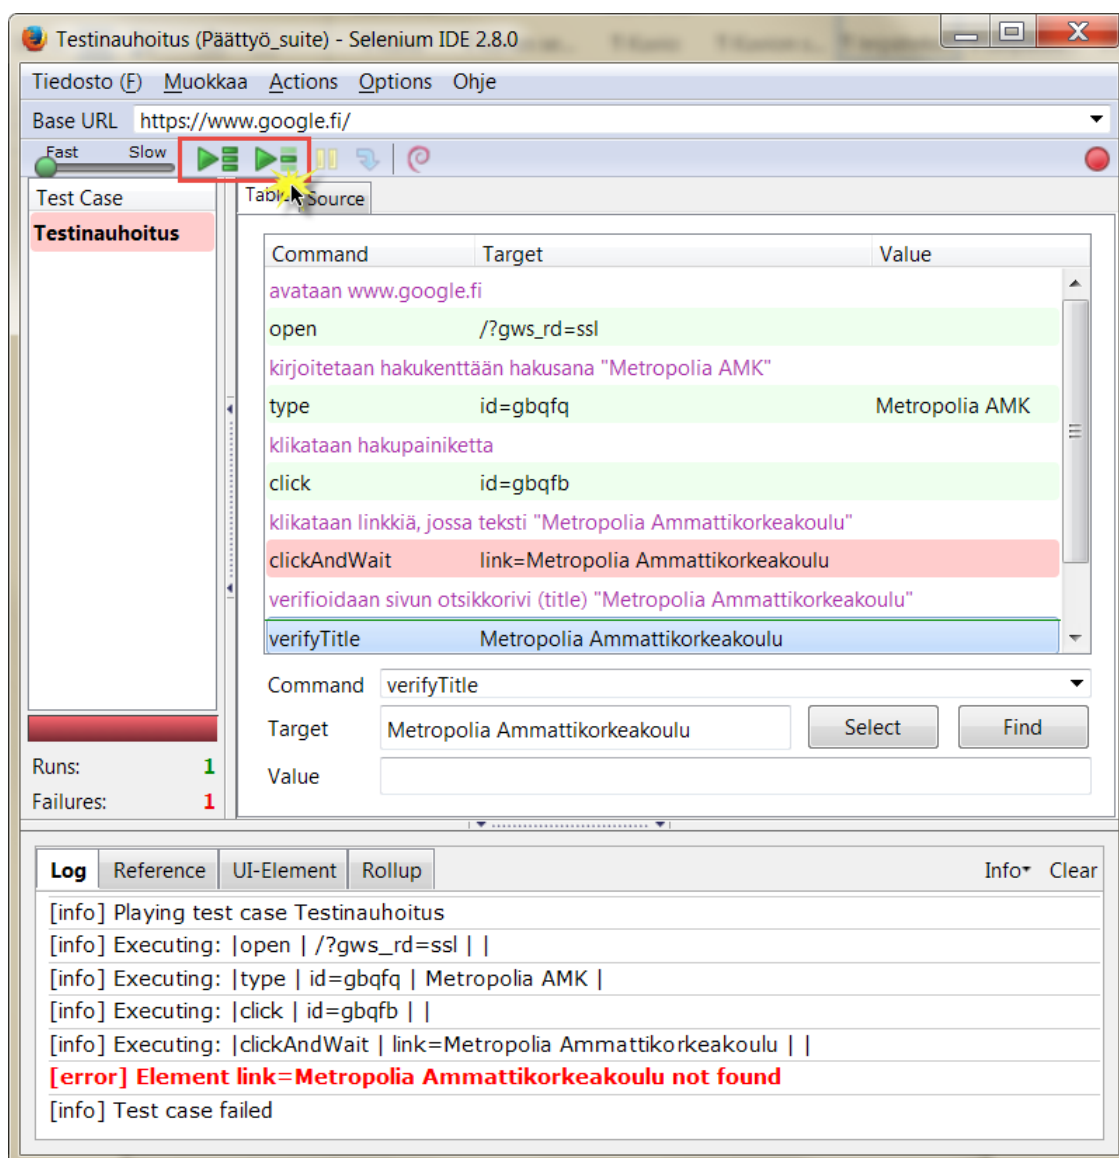 Testinauhoitus (Päättyö_suite) - Selenium IDE 2.8.0
Tiedosto (F) Muokkaa Actions Options Ohje
Base URL https://www.google.fi/
Fast Slow
Test Case
Testinauhoitus
Source
Command Target Value
avataan www.google.fi
open /?gws_rd=ssl
kirjoitetaan hakukenttään hakusana "Metropolia AMK"
type id=gbqfq Metropolia AMK
klikataan hakupainiketta
click id=gbqfb
klikataan linkkiä, jossa teksti "Metropolia Ammattikorkeakoulu"
clickAndWait link=Metropolia Ammattikorkeakoulu
verifioidaan sivun otsikkorivi (title) "Metropolia Ammattikorkeakoulu"
verifyTitle Metropolia Ammattikorkeakoulu
Command verifyTitle
Target Metropolia Ammattikorkeakoulu Select Find
Value
Runs: 1
Failures: 1
Log Reference UI-Element Rollup Info Clear
[info] Playing test case Testinauhoitus
[info] Executing: |open | /?gws_rd=ssl | |
[info] Executing: |type | id=gbqfq | Metropolia AMK |
[info] Executing: |click | id=gbqfb | |
[info] Executing: |clickAndWait | link=Metropolia Ammattikorkeakoulu | |
[error] Element link=Metropolia Ammattikorkeakoulu not found
[info] Test case failed